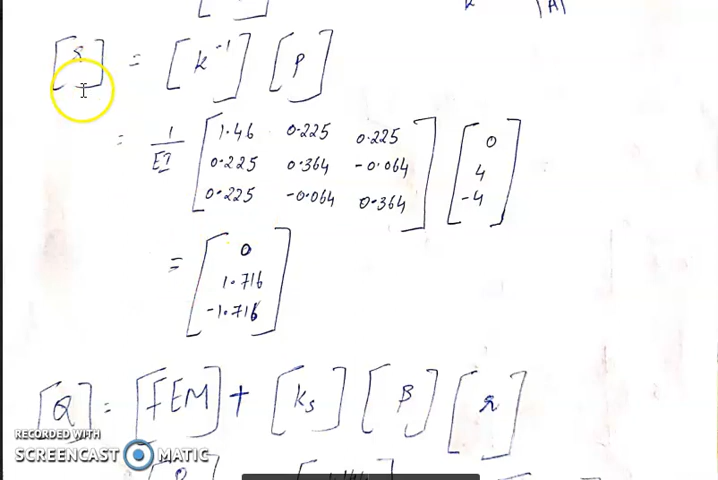 k |A|
[r] = [k⁻¹] [P]
= 1/EI [1.46 0.225 0.225] [0]
[0.225 0.364 -0.064] [4]
[0.225 -0.064 0.364] [-4]
= [0]
[1.716]
[-1.716]
[Q] = [FEM] + [ks] [β] [r]
RECORDED WITH
SCREENCAST MATIC